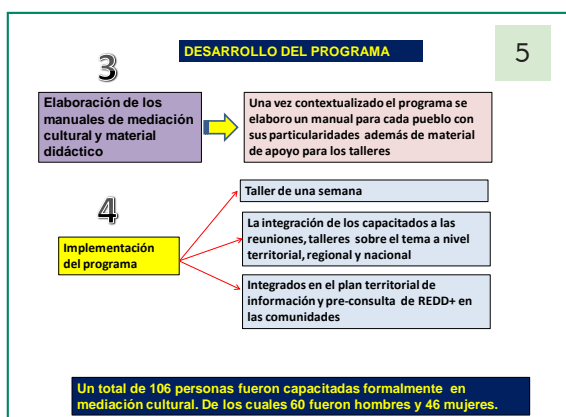 DESARROLLO DEL PROGRAMA
5
3
Elaboración de los
manuales de mediación
cultural y material
didáctico
Una vez contextualizado el programa se
elaboro un manual para cada pueblo con
sus particularidades además de material
de apoyo para los talleres
4
Implementación
del programa
Taller de una semana
La integración de los capacitados a las
reuniones, talleres sobre el tema a nivel
territorial, regional y nacional
Integrados en el plan territorial de
información y pre-consulta de REDD+ en
las comunidades
Un total de 106 personas fueron capacitadas formalmente en
mediación cultural. De los cuales 60 fueron hombres y 46 mujeres.